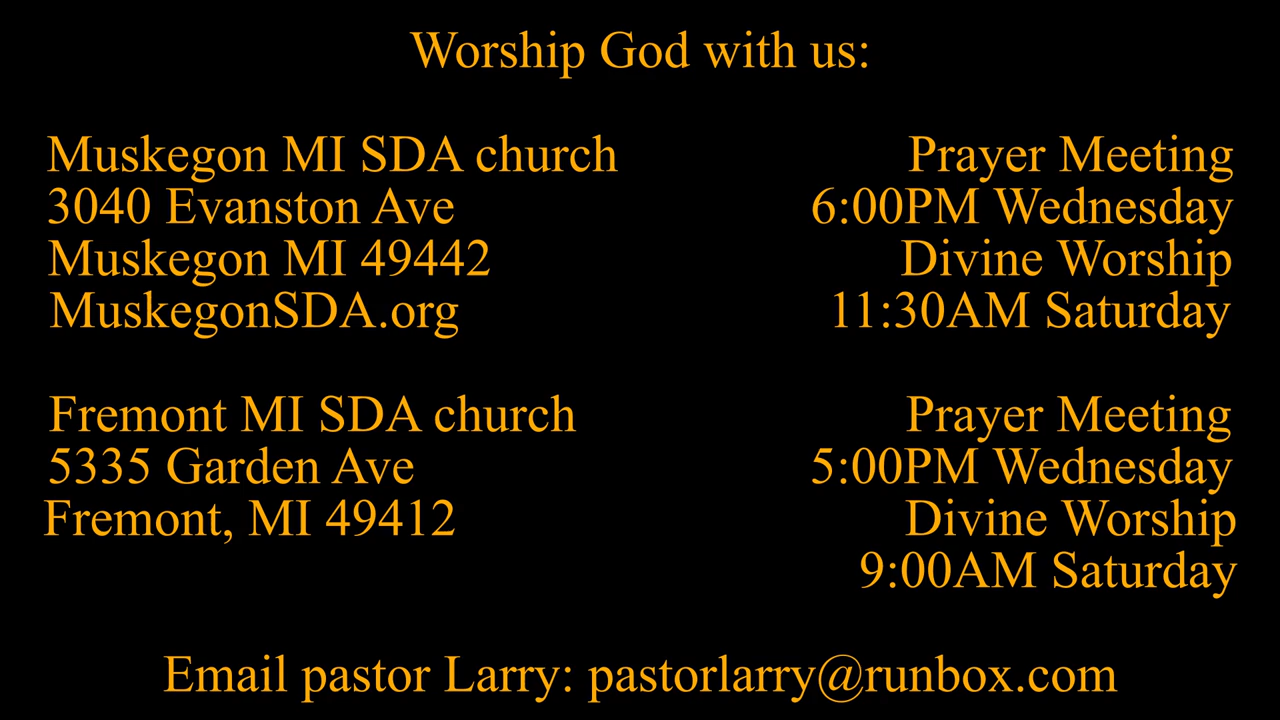 Worship God with us:
Muskegon MI SDA church
3040 Evanston Ave
Muskegon MI 49442
MuskegonSDA.org
Prayer Meeting
6:00PM Wednesday
Divine Worship
11:30AM Saturday
Fremont MI SDA church
5335 Garden Ave
Fremont, MI 49412
Prayer Meeting
5:00PM Wednesday
Divine Worship
9:00AM Saturday
Email pastor Larry: pastorlarry@runbox.com